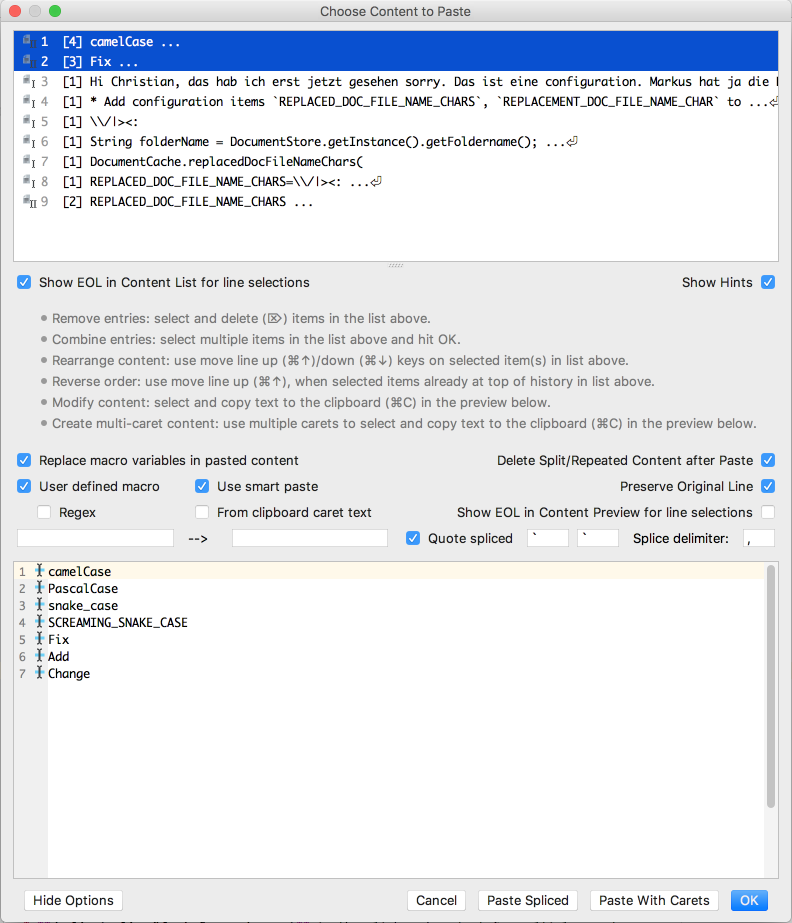 Choose Content to Paste
1 [4] camelCase ...
2 [3] Fix ...
3 [1] Hi Christian, das hab ich erst jetzt gesehen sorry. Das ist eine configuration. Markus hat ja die
4 [1] * Add configuration items `REPLACED_DOC_FILE_NAME_CHARS`, `REPLACEMENT_DOC_FILE_NAME_CHAR` to ...⏎
5 [1] \\/|><:
6 [1] String folderName = DocumentStore.getInstance().getFoldername(); ...⏎
7 [1] DocumentCache.replacedDocFileNameChars(
8 [1] REPLACED_DOC_FILE_NAME_CHARS=\\/|><: ...⏎
9 [2] REPLACED_DOC_FILE_NAME_CHARS ...
Show EOL in Content List for line selections Show Hints
• Remove entries: select and delete (⌦) items in the list above.
• Combine entries: select multiple items in the list above and hit OK.
• Rearrange content: use move line up (⌘↑)/down (⌘↓) keys on selected item(s) in list above.
• Reverse order: use move line up (⌘↑), when selected items already at top of history in list above.
• Modify content: select and copy text to the clipboard (⌘C) in the preview below.
• Create multi-caret content: use multiple carets to select and copy text to the clipboard (⌘C) in the preview below.
Replace macro variables in pasted content Delete Split/Repeated Content after Paste
User defined macro Use smart paste Preserve Original Line
Regex From clipboard caret text Show EOL in Content Preview for line selections
--> Quote spliced ` ` Splice delimiter: ,
1 camelCase
2 PascalCase
3 snake_case
4 SCREAMING_SNAKE_CASE
5 Fix
6 Add
7 Change
Hide Options Cancel Paste Spliced Paste With Carets OK